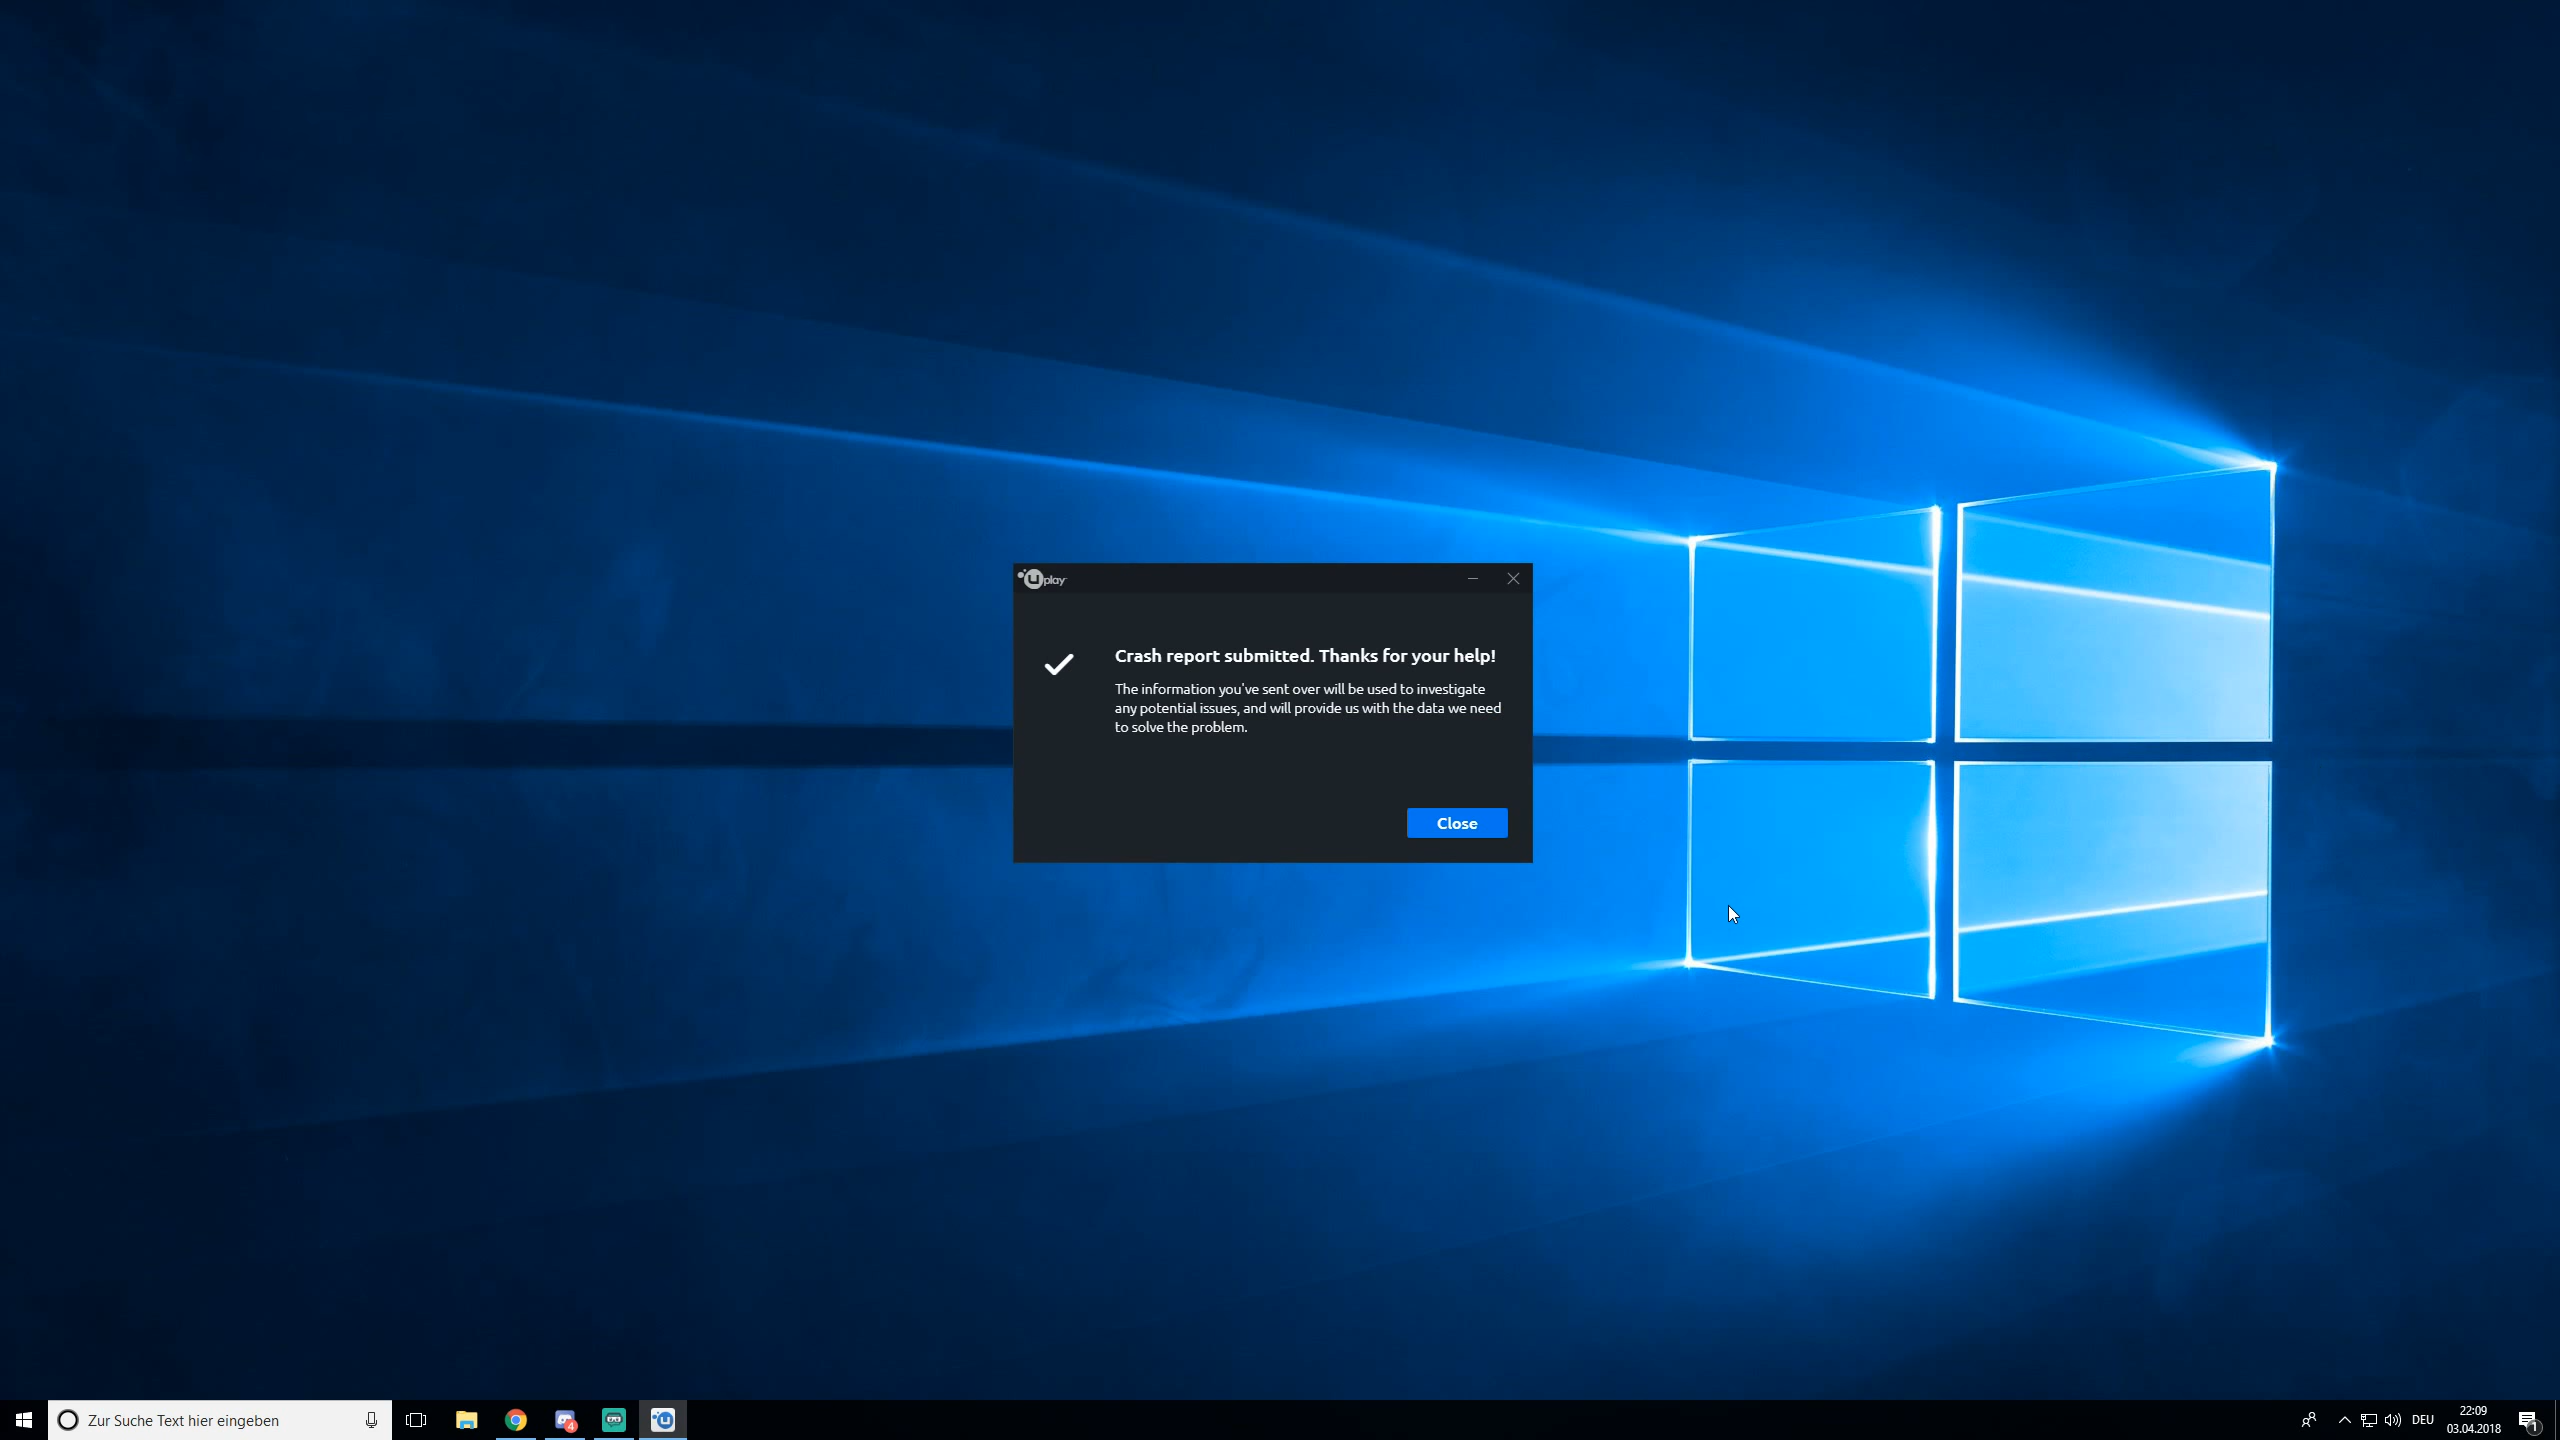 uplay
Crash report submitted. Thanks for your help!
The information you've sent over will be used to investigate
any potential issues, and will provide us with the data we need
to solve the problem.
Close
Zur Suche Text hier eingeben
4
DEU
22:09
03.04.2018
1